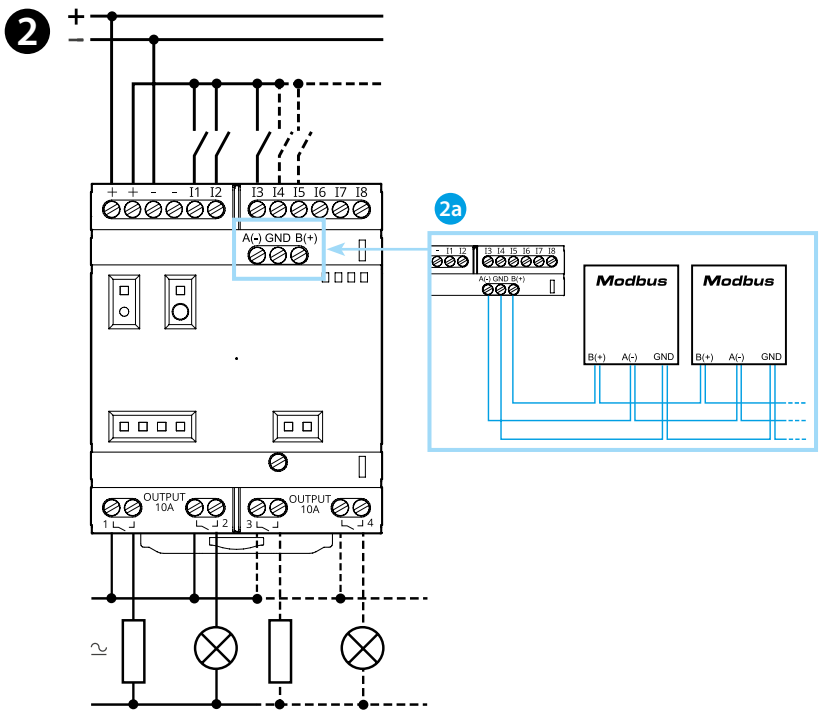 2
+
−
+ + - - I1 I2 I3 I4 I5 I6 I7 I8
A(-) GND B(+)
2a
- I1 I2 I3 I4 I5 I6 I7 I8
A(-) GND B(+)
Modbus Modbus
B(+) A(-) GND B(+) A(-) GND
OUTPUT OUTPUT
10A 10A
1 2 3 4
≃